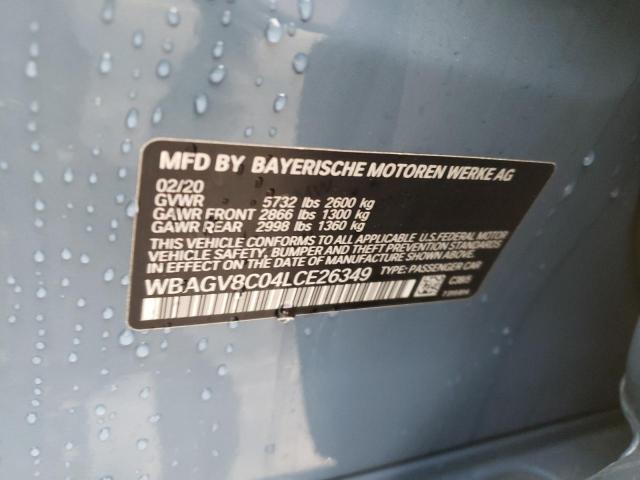 MFD BY BAYERISCHE MOTOREN WERKE AG
02/20
GVWR 5732 lbs 2600 kg
GAWR FRONT 2866 lbs 1300 kg
GAWR REAR 2998 lbs 1360 kg
THIS VEHICLE CONFORMS TO ALL APPLICABLE U.S. FEDERAL MOTOR
VEHICLE SAFETY, BUMPER AND THEFT PREVENTION
STANDARDS IN EFFECT ON THE DATE OF MANUFACTURE SHOWN ABOVE.
WBAGV8C04LCE26349 TYPE: PASSENGER CAR